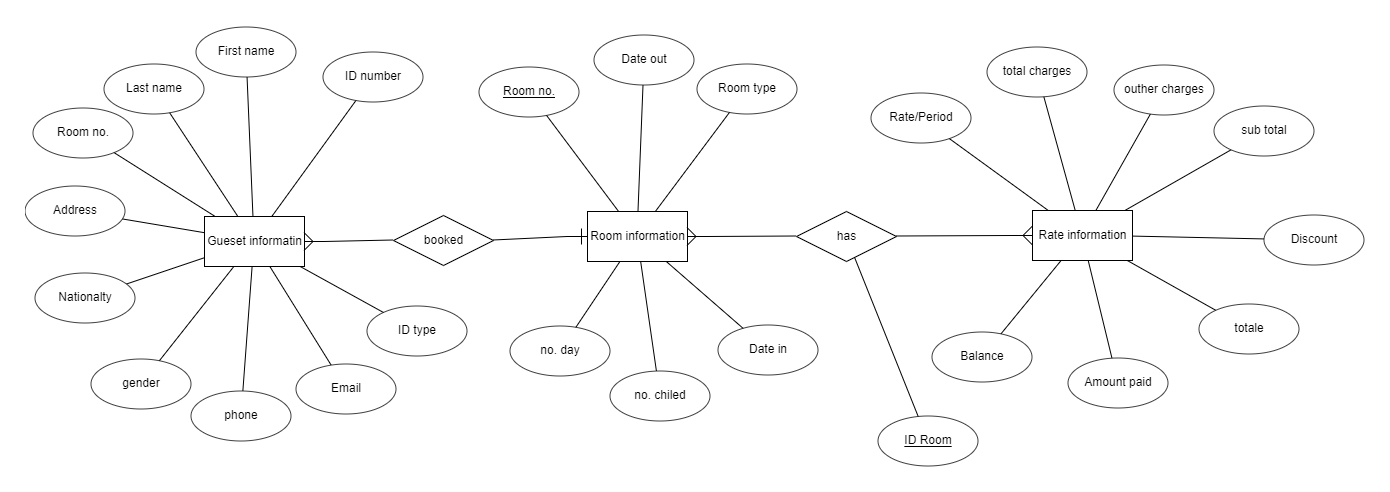 First name
ID number
Last name
Room no.
Address
Gueset informatin
Nationalty
gender
phone
Email
ID type
booked
Date out
Room no.
Room type
Room information
no. day
no. chiled
Date in
has
ID Room
total charges
outher charges
Rate/Period
sub total
Rate information
Discount
totale
Balance
Amount paid